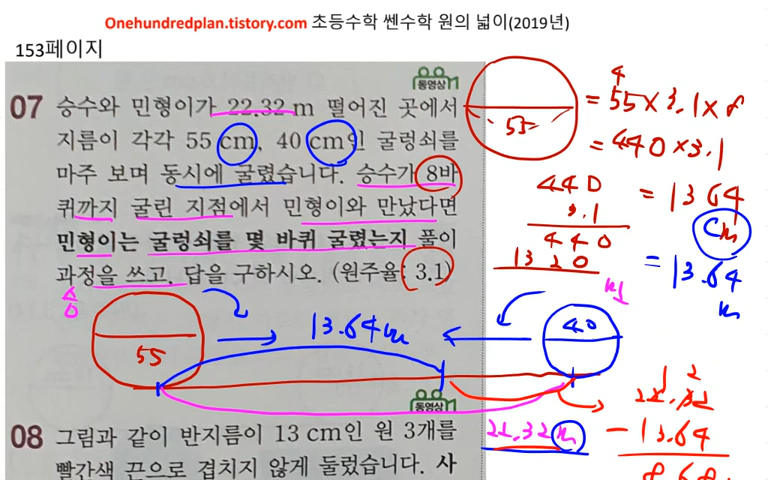 Onehundredplan.tistory.com 초등수학 쎈수학 원의 넓이(2019년)
153페이지
동영상
07 승수와 민형이가 22.32 m 떨어진 곳에서
지름이 각각 55 cm, 40 cm인 굴렁쇠를
마주 보며 동시에 굴렸습니다. 승수가 8바
퀴까지 굴린 지점에서 민형이와 만났다면
민형이는 굴렁쇠를 몇 바퀴 굴렸는지 풀이
과정을 쓰고, 답을 구하시오. (원주율: 3.1)
55
= 55×3.1×8
4
= 440×3.1
440
3.1
440
1320
= 1364
cm
= 13.64
m
55
13.64m
40
22.32m
22.32
1 2
-13.64
8.68
동영상
08 그림과 같이 반지름이 13 cm인 원 3개를
빨간색 끈으로 겹치지 않게 둘렀습니다. 사